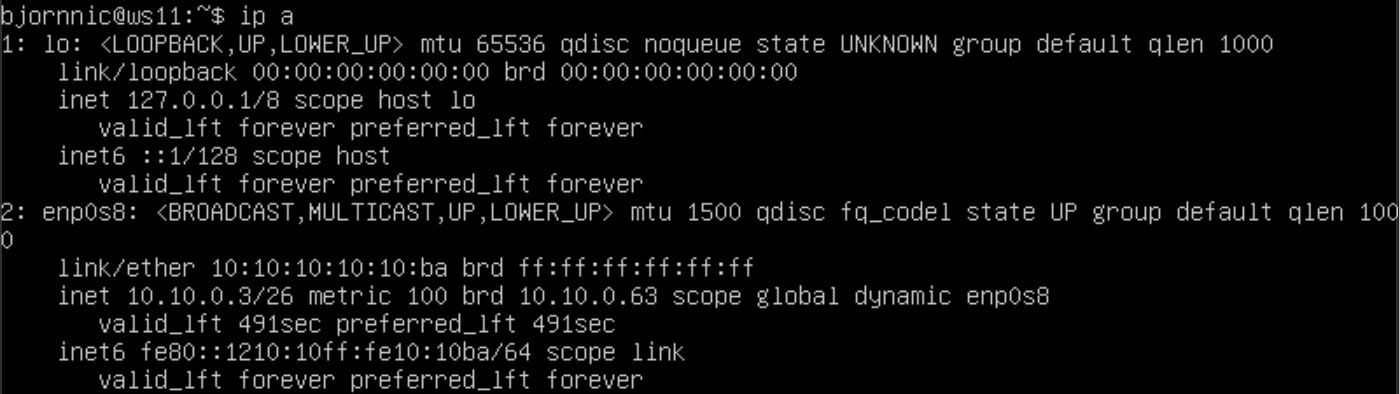 bjornnic@ws11:~$ ip a
1: lo: <LOOPBACK,UP,LOWER_UP> mtu 65536 qdisc noqueue state UNKNOWN group default qlen 1000
    link/loopback 00:00:00:00:00:00 brd 00:00:00:00:00:00
    inet 127.0.0.1/8 scope host lo
       valid_lft forever preferred_lft forever
    inet6 ::1/128 scope host
       valid_lft forever preferred_lft forever
2: enp0s8: <BROADCAST,MULTICAST,UP,LOWER_UP> mtu 1500 qdisc fq_codel state UP group default qlen 100
0
    link/ether 10:10:10:10:10:ba brd ff:ff:ff:ff:ff:ff
    inet 10.10.0.3/26 metric 100 brd 10.10.0.63 scope global dynamic enp0s8
       valid_lft 491sec preferred_lft 491sec
    inet6 fe80::1210:10ff:fe10:10ba/64 scope link
       valid_lft forever preferred_lft forever